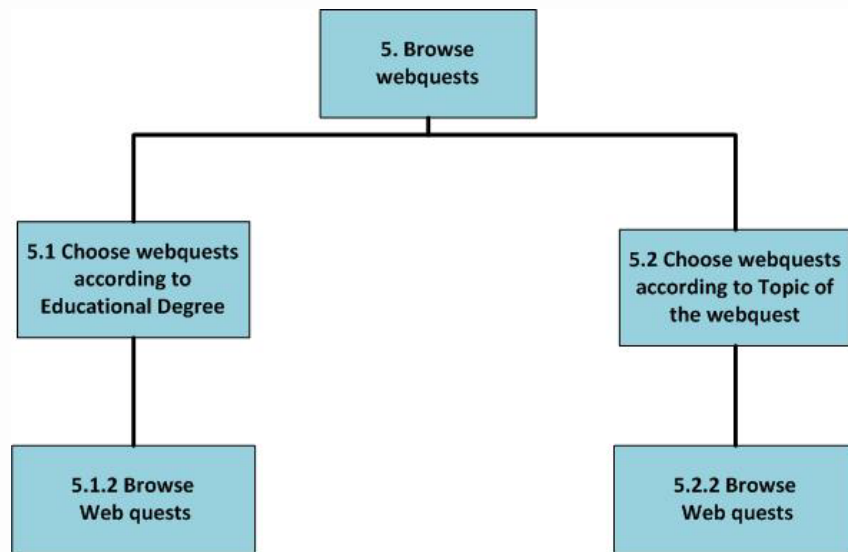 5. Browse
webquests
5.1 Choose webquests
according to
Educational Degree
5.2 Choose webquests
according to Topic of
the webquest
5.1.2 Browse
Web quests
5.2.2 Browse
Web quests